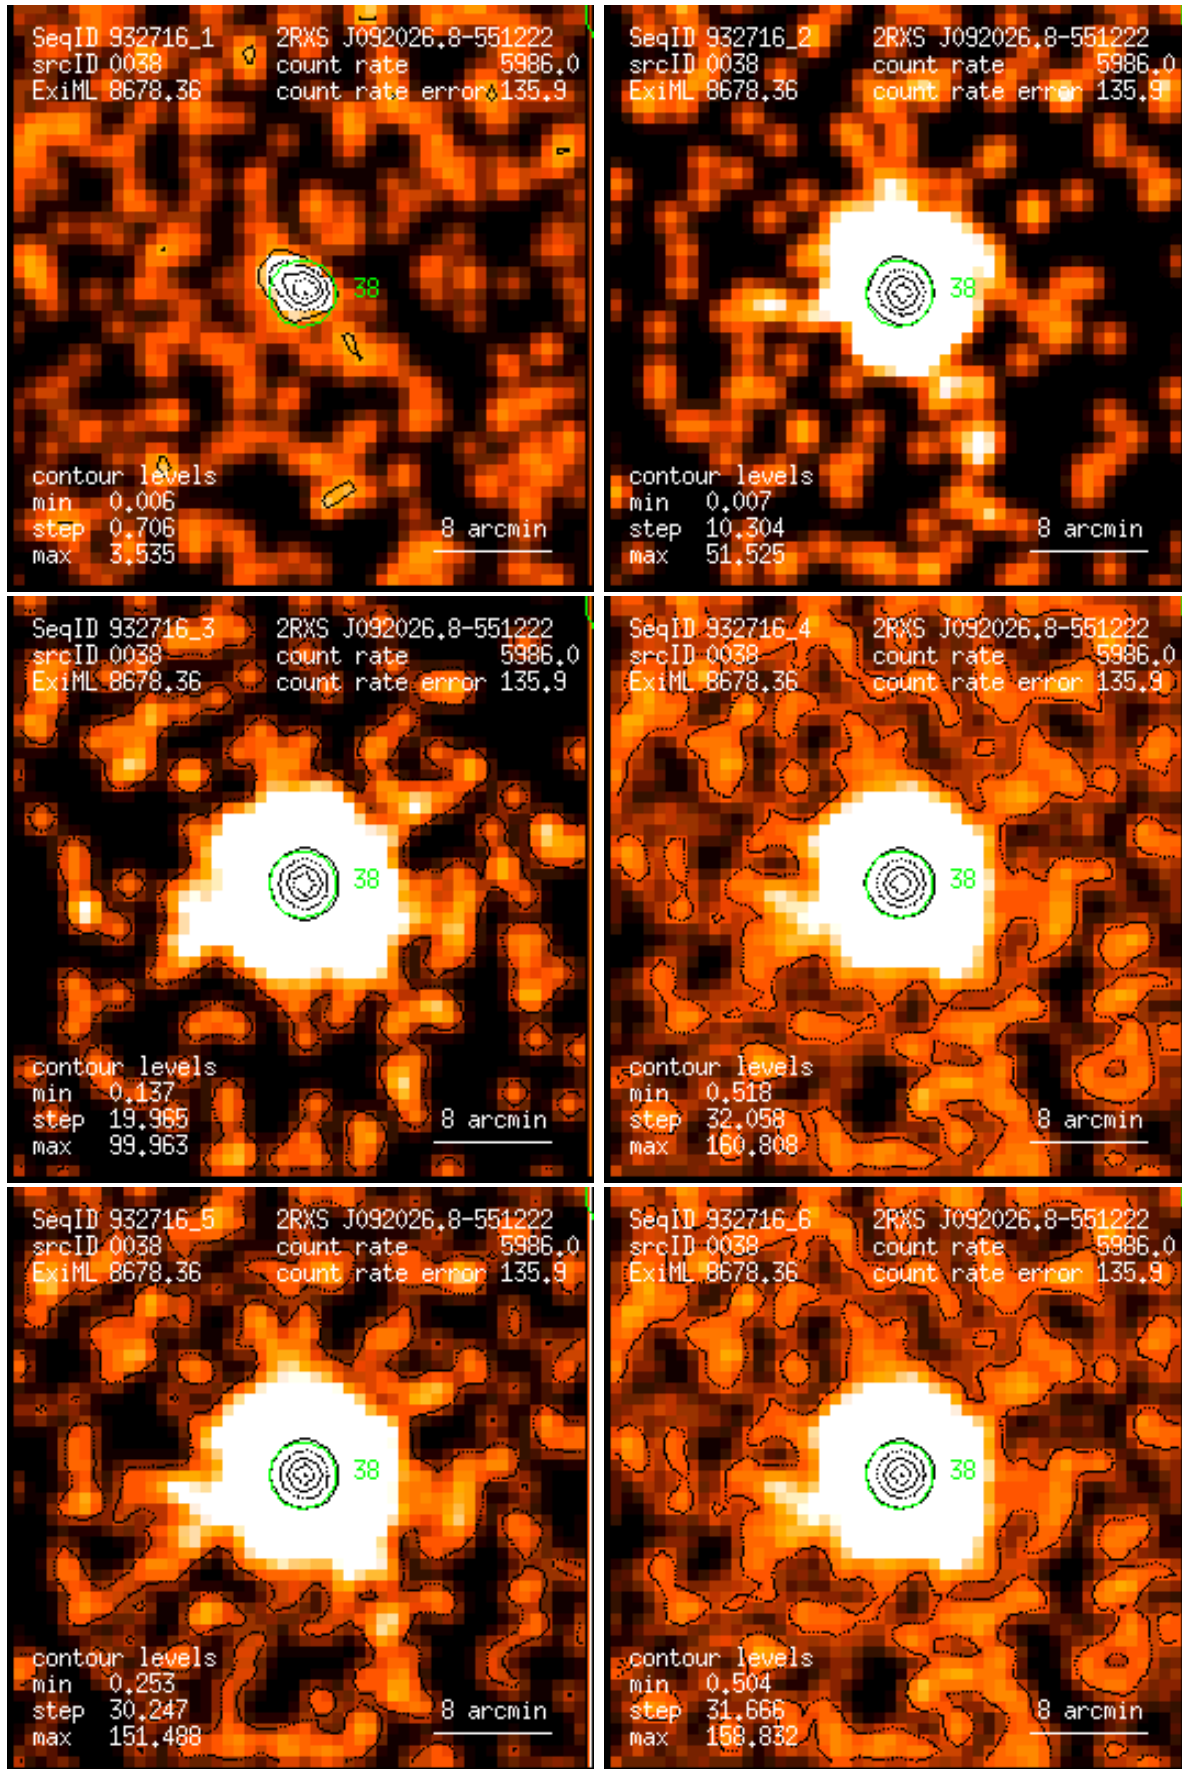 SeqID 932716_1 2RXS J092026.8-551222
srcID 0038 count rate 5986.0
ExiML 8678.36 count rate error 135.9
38
contour levels
min 0.006
step 0.706
max 3.535
8 arcmin
SeqID 932716_2 2RXS J092026.8-551222
srcID 0038 count rate 5986.0
ExiML 8678.36 count rate error 135.9
38
contour levels
min 0.007
step 10.304
max 51.525
8 arcmin
SeqID 932716_3 2RXS J092026.8-551222
srcID 0038 count rate 5986.0
ExiML 8678.36 count rate error 135.9
38
contour levels
min 0.137
step 19.965
max 99.963
8 arcmin
SeqID 932716_4 2RXS J092026.8-551222
srcID 0038 count rate 5986.0
ExiML 8678.36 count rate error 135.9
38
contour levels
min 0.518
step 32.058
max 160.808
8 arcmin
SeqID 932716_5 2RXS J092026.8-551222
srcID 0038 count rate 5986.0
ExiML 8678.36 count rate error 135.9
38
contour levels
min 0.253
step 30.247
max 151.488
8 arcmin
SeqID 932716_6 2RXS J092026.8-551222
srcID 0038 count rate 5986.0
ExiML 8678.36 count rate error 135.9
38
contour levels
min 0.504
step 31.666
max 158.832
8 arcmin